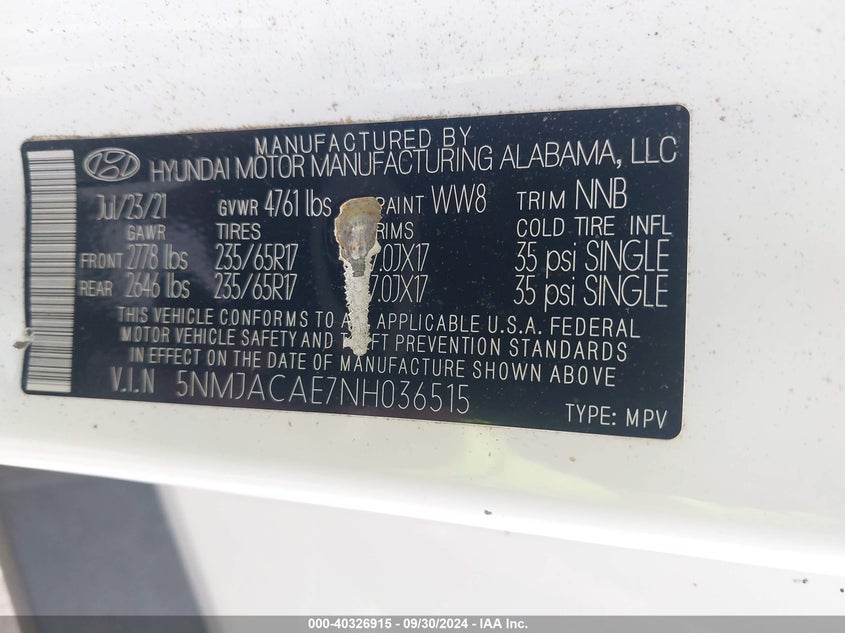 MANUFACTURED BY
HYUNDAI MOTOR MANUFACTURING ALABAMA, LLC
Jul/23/21 GVWR 4761 lbs PAINT WW8 TRIM NNB
GAWR TIRES RIMS COLD TIRE INFL
FRONT 2778 lbs 235/65R17 7.0JX17 35 psi SINGLE
REAR 2646 lbs 235/65R17 7.0JX17 35 psi SINGLE
THIS VEHICLE CONFORMS TO APPLICABLE U.S.A. FEDERAL
MOTOR VEHICLE SAFETY AND THEFT PREVENTION STANDARDS
IN EFFECT ON THE DATE OF MANUFACTURE SHOWN ABOVE
V.I.N 5NMJACAE7NH036515
TYPE: MPV
000-40326915 - 09/30/2024 - IAA Inc.